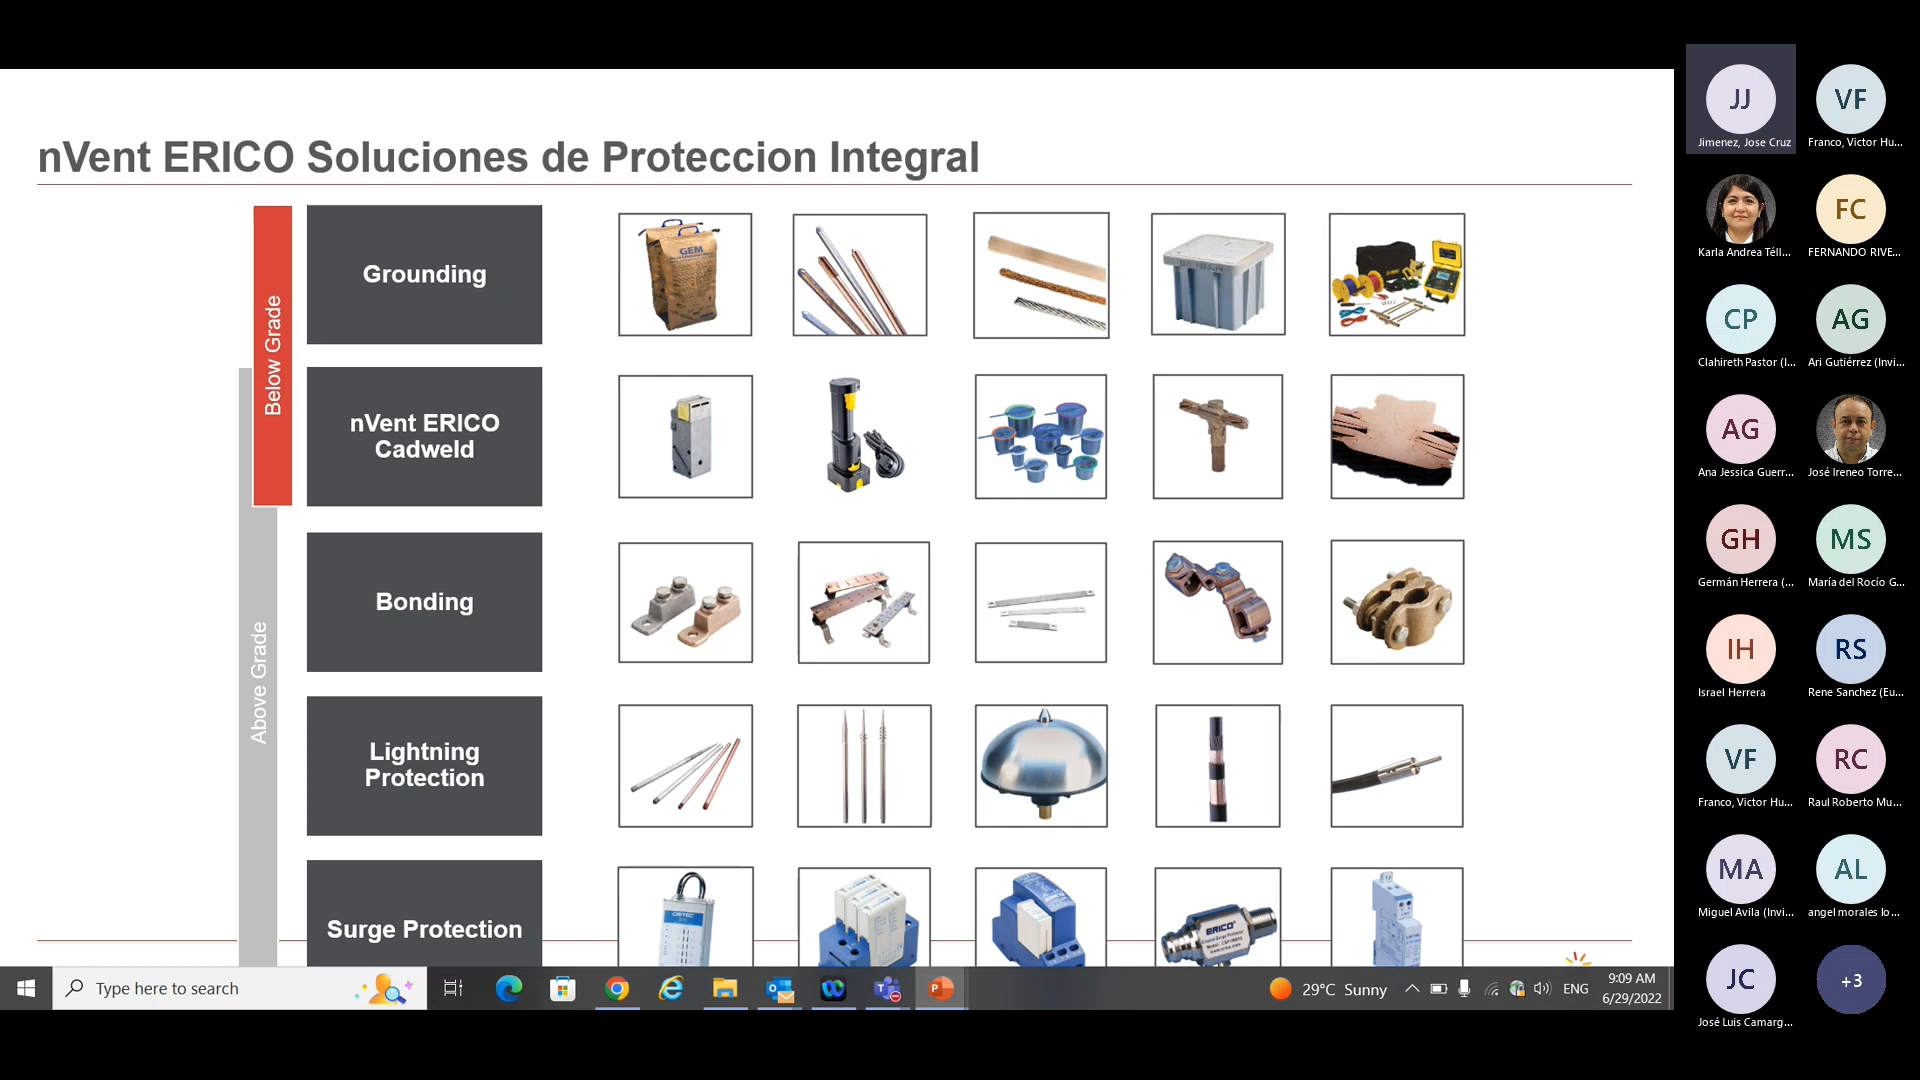 nVent ERICO Soluciones de Proteccion Integral
Below Grade
Above Grade
Grounding
GEM
nVent ERICO
Cadweld
Bonding
Lightning
Protection
Surge Protection
ERICO
Type here to search
29°C Sunny
ENG
9:09 AM
6/29/2022
JJ
Jimenez, Jose Cruz
VF
Franco, Victor Hu...
Karla Andrea Téll...
FC
FERNANDO RIVE...
CP
Clahireth Pastor (I...
AG
Ari Gutiérrez (Invi...
AG
Ana Jessica Guerr...
José Ireneo Torre...
GH
Germán Herrera (...
MS
María del Rocío G...
IH
Israel Herrera
RS
Rene Sanchez (Eu...
VF
Franco, Victor Hu...
RC
Raul Roberto Mu...
MA
Miguel Avila (Invi...
AL
angel morales lo...
JC
José Luis Camarg...
+3